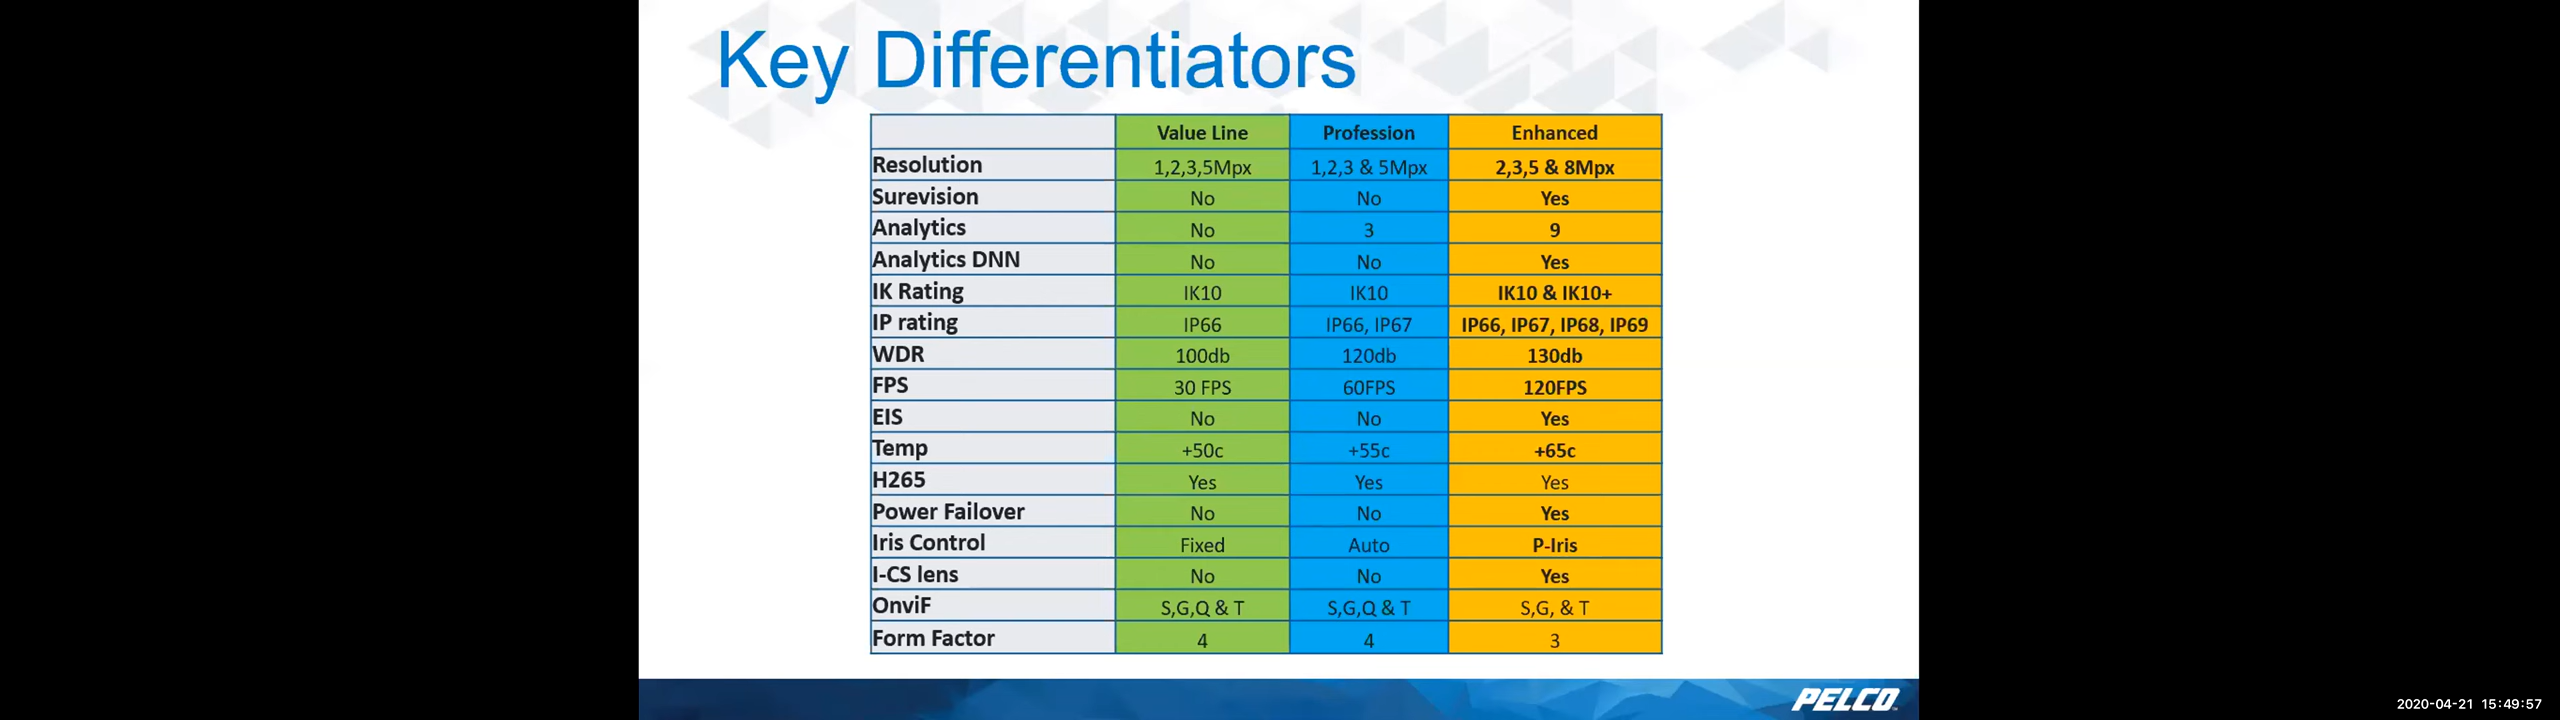 Key Differentiators
Value Line Profession Enhanced
Resolution 1,2,3,5Mpx 1,2,3 & 5Mpx 2,3,5 & 8Mpx
Surevision No No Yes
Analytics No 3 9
Analytics DNN No No Yes
IK Rating IK10 IK10 IK10 & IK10+
IP rating IP66 IP66, IP67 IP66, IP67, IP68, IP69
WDR 100db 120db 130db
FPS 30 FPS 60FPS 120FPS
EIS No No Yes
Temp +50c +55c +65c
H265 Yes Yes Yes
Power Failover No No Yes
Iris Control Fixed Auto P-Iris
I-CS lens No No Yes
OnviF S,G,Q & T S,G,Q & T S,G, & T
Form Factor 4 4 3
PELCO
2020-04-21 15:49:57